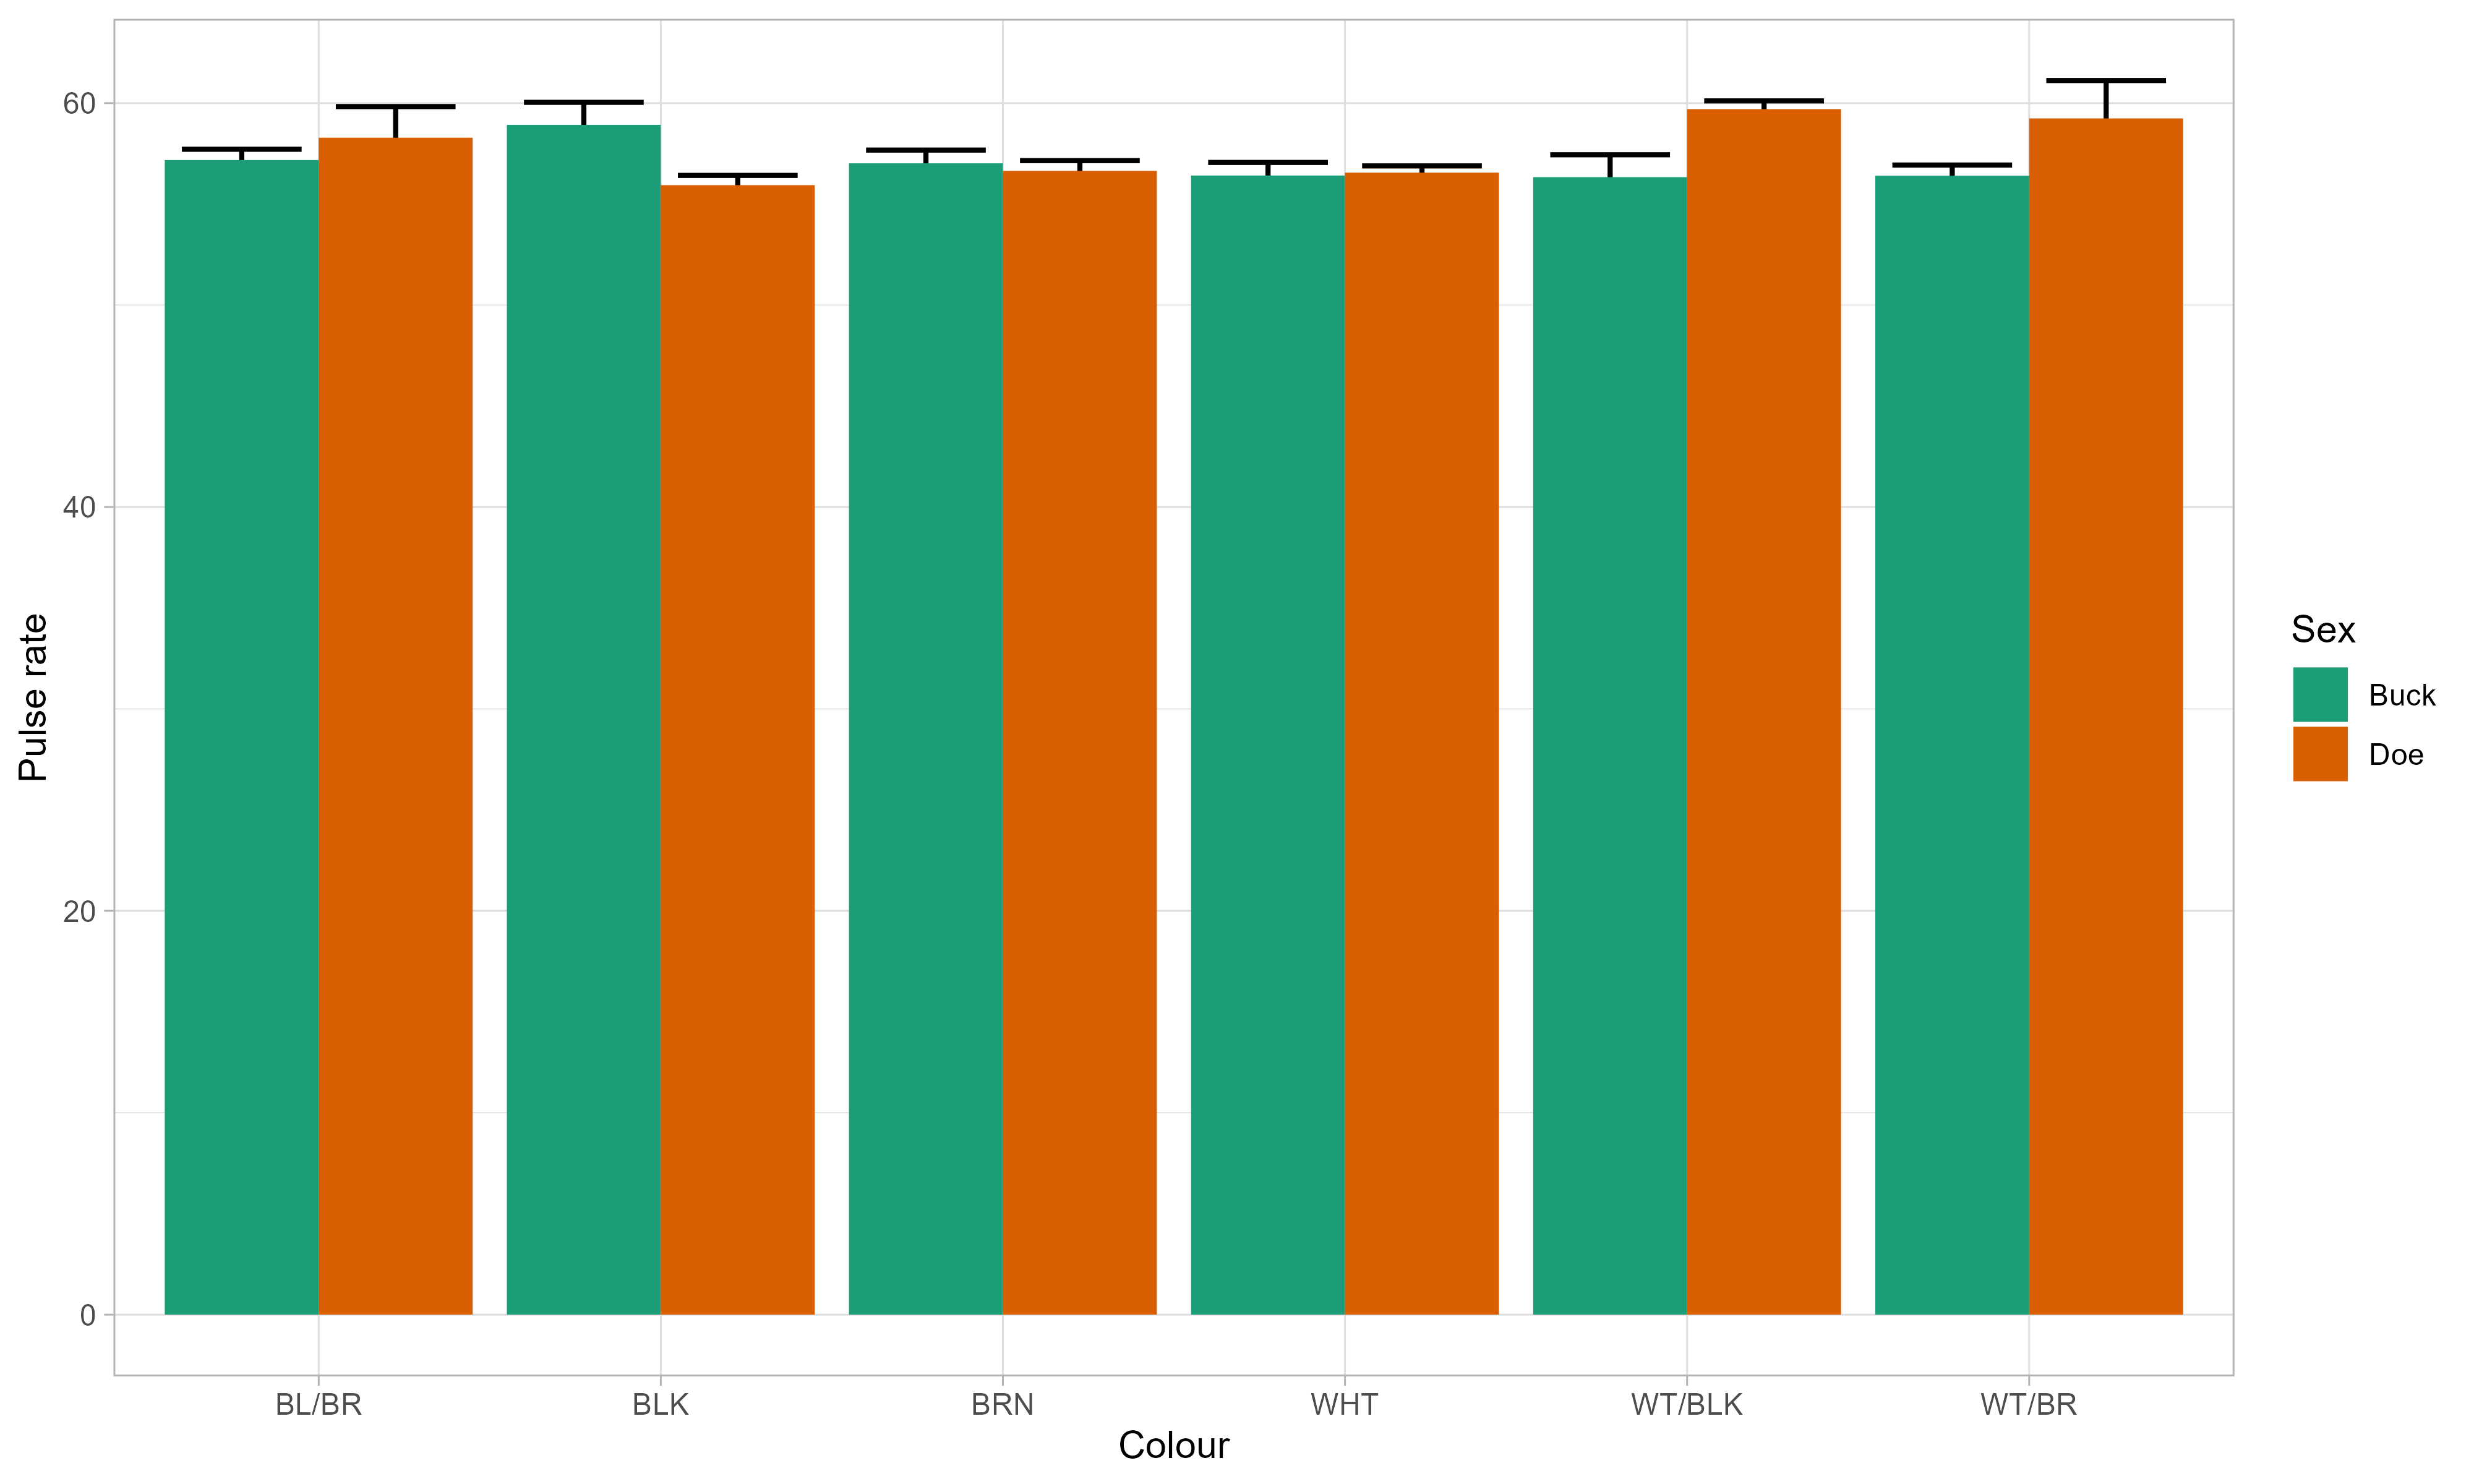 60
40
20
0
Pulse rate
BL/BR
BLK
BRN
WHT
WT/BLK
WT/BR
Colour
Sex
Buck
Doe